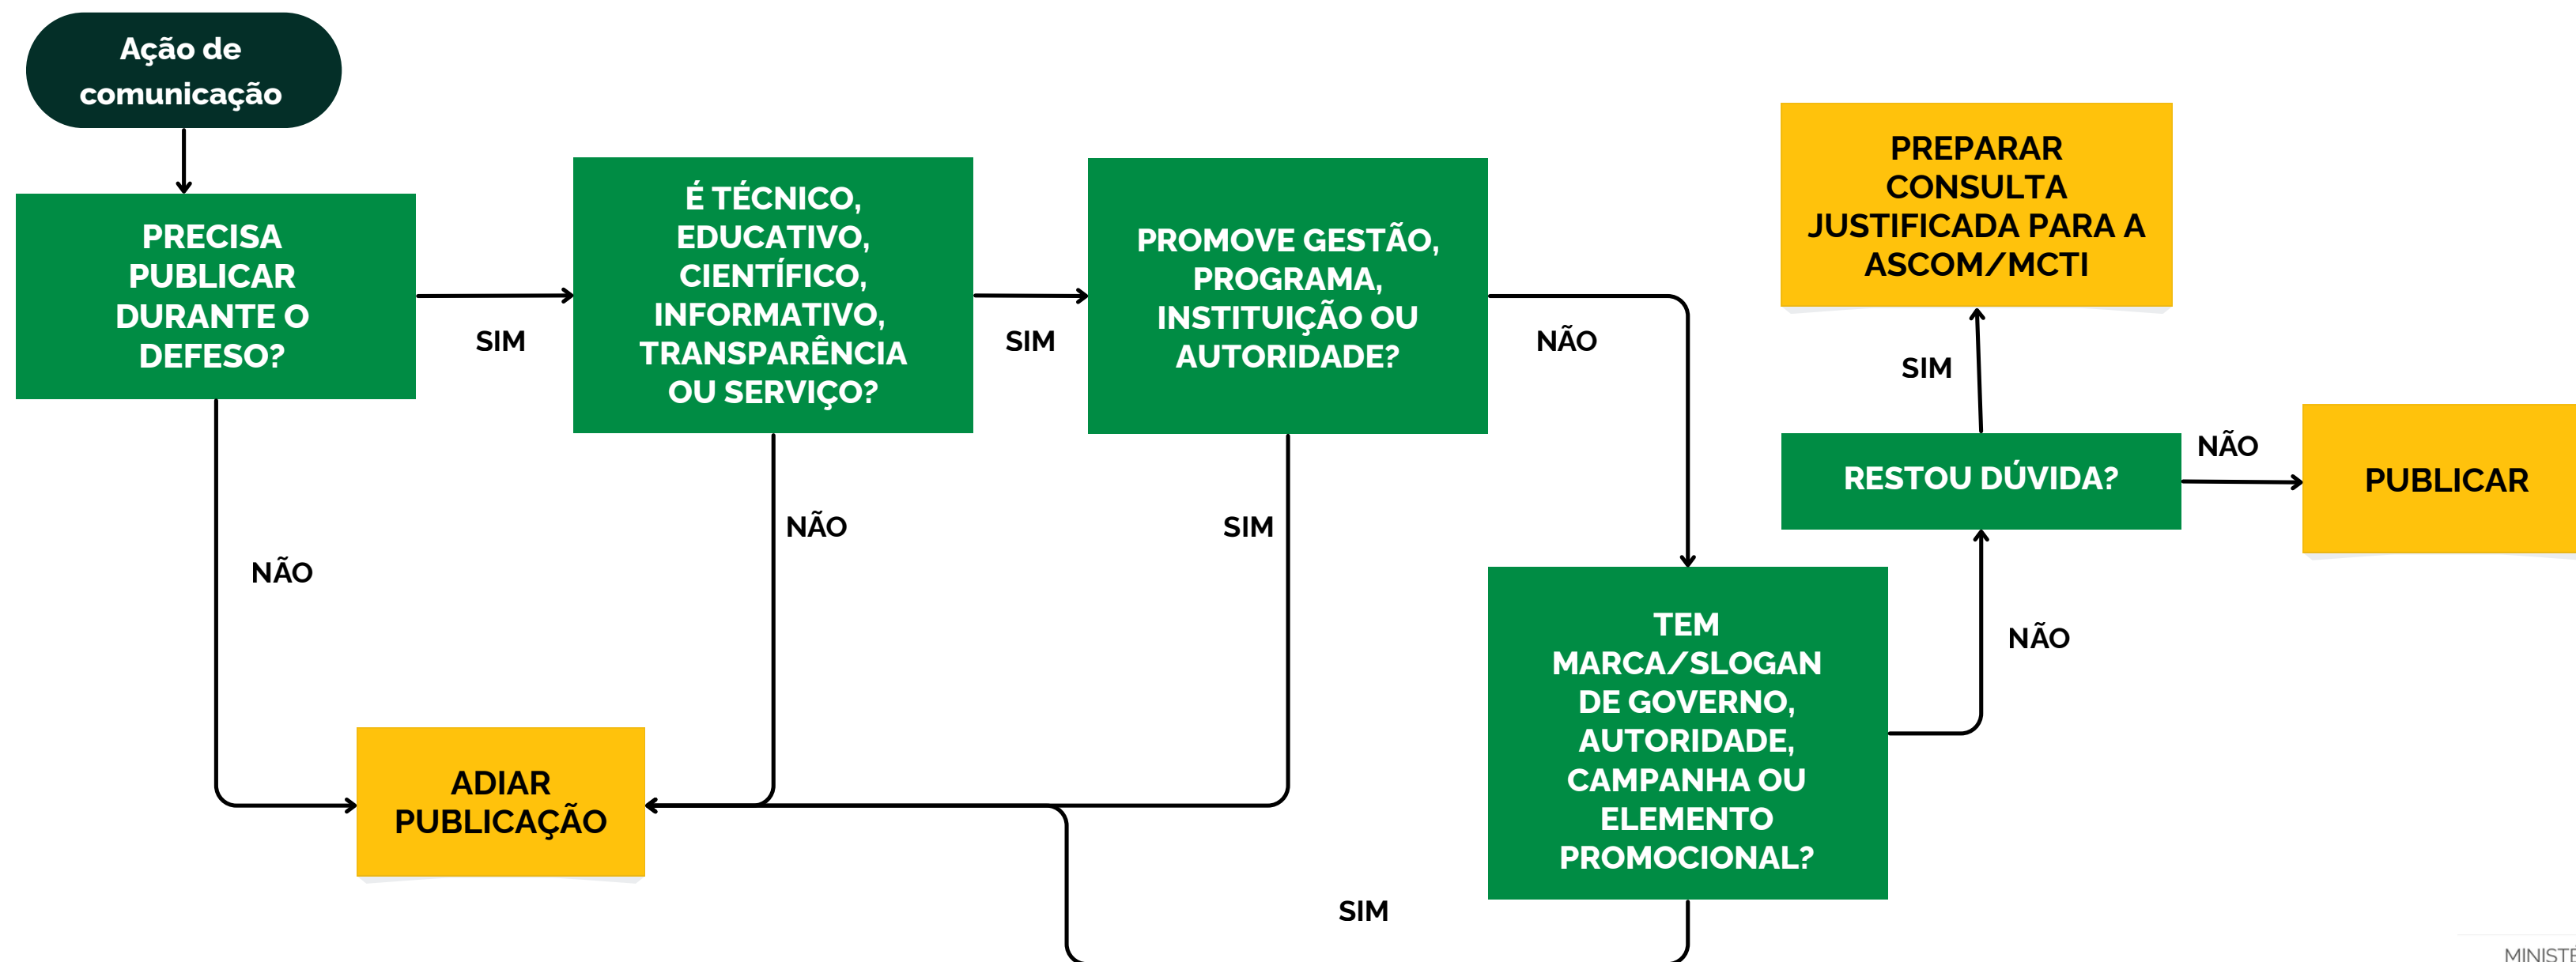 Ação de
comunicação
PRECISA
PUBLICAR
DURANTE O
DEFESO?
SIM
NÃO
É TÉCNICO,
EDUCATIVO,
CIENTÍFICO,
INFORMATIVO,
TRANSPARÊNCIA
OU SERVIÇO?
SIM
NÃO
PROMOVE GESTÃO,
PROGRAMA,
INSTITUIÇÃO OU
AUTORIDADE?
NÃO
SIM
TEM
MARCA/SLOGAN
DE GOVERNO,
AUTORIDADE,
CAMPANHA OU
ELEMENTO
PROMOCIONAL?
NÃO
SIM
RESTOU DÚVIDA?
SIM
NÃO
PREPARAR
CONSULTA
JUSTIFICADA PARA A
ASCOM/MCTI
PUBLICAR
ADIAR
PUBLICAÇÃO